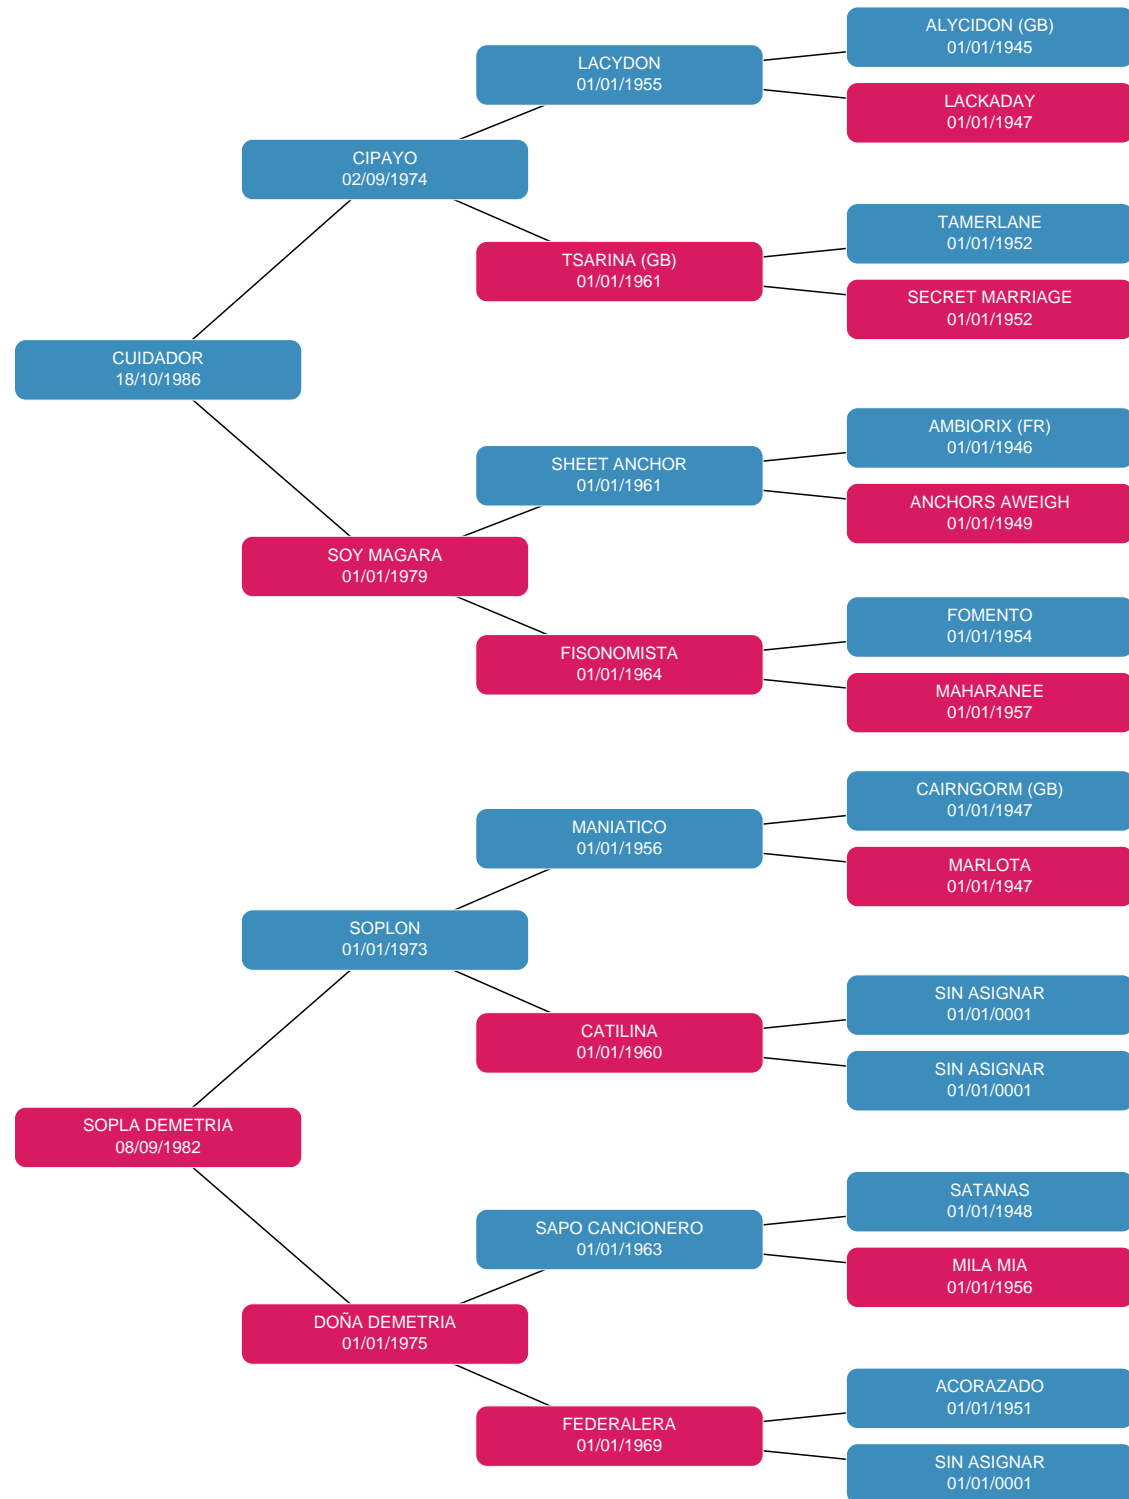 ALYCIDON (GB)
01/01/1945
LACYDON
01/01/1955
LACKADAY
01/01/1947
CIPAYO
02/09/1974
TAMERLANE
01/01/1952
TSARINA (GB)
01/01/1961
SECRET MARRIAGE
01/01/1952
CUIDADOR
18/10/1986
AMBIORIX (FR)
01/01/1946
SHEET ANCHOR
01/01/1961
ANCHORS AWEIGH
01/01/1949
SOY MAGARA
01/01/1979
FOMENTO
01/01/1954
FISONOMISTA
01/01/1964
MAHARANEE
01/01/1957
CAIRNGORM (GB)
01/01/1947
MANIATICO
01/01/1956
MARLOTA
01/01/1947
SOPLON
01/01/1973
SIN ASIGNAR
01/01/0001
CATILINA
01/01/1960
SIN ASIGNAR
01/01/0001
SOPLA DEMETRIA
08/09/1982
SATANAS
01/01/1948
SAPO CANCIONERO
01/01/1963
MILA MIA
01/01/1956
DOÑA DEMETRIA
01/01/1975
ACORAZADO
01/01/1951
FEDERALERA
01/01/1969
SIN ASIGNAR
01/01/0001